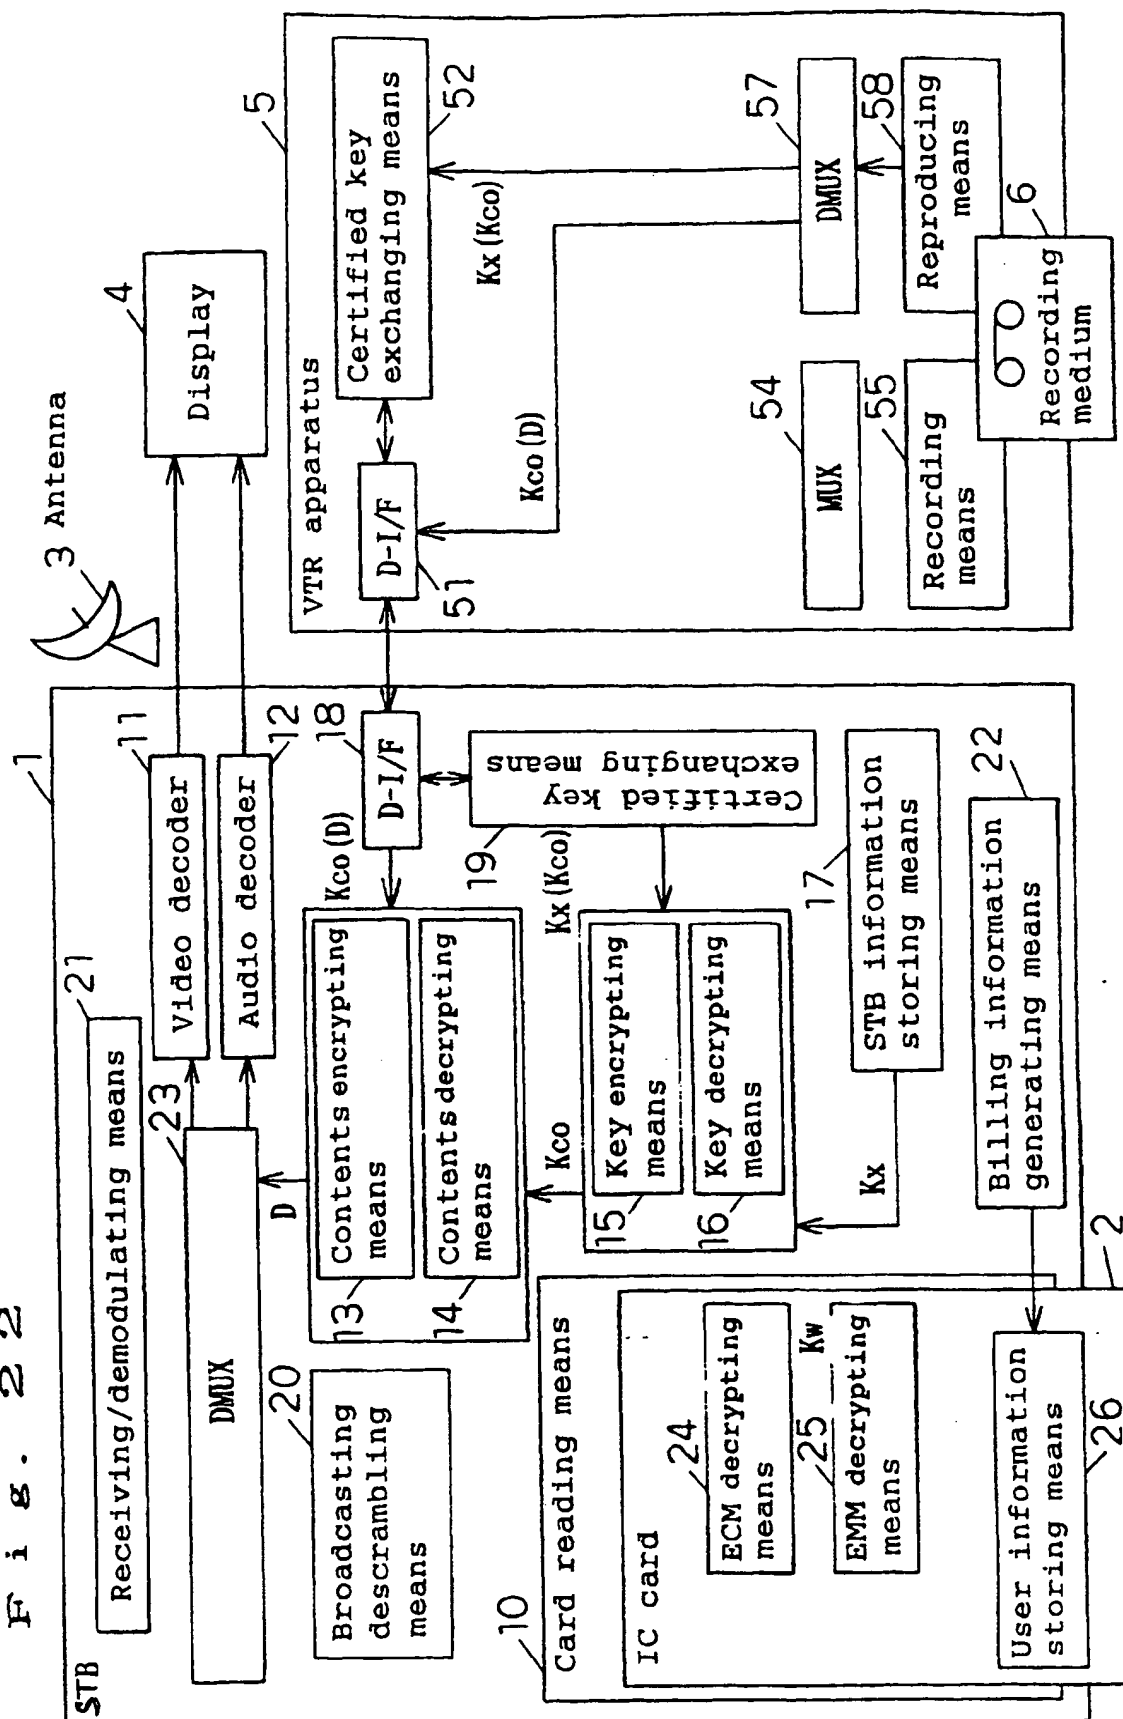 Fig. 22
STB
1
Receiving/demodulating means
21
3 Antenna
DMUX
23
Video decoder
11
Audio decoder
12
4
Display
D
20
Broadcasting
descrambling
means
Contents encrypting
means
13
Contents decrypting
means
14
Kco(D)
D-I/F
18
Certified key
exchanging means
19
Kx(Kco)
Kco
Key encrypting
means
15
Key decrypting
means
16
Kx
STB information
storing means
17
Billing information
generating means
22
10
Card reading means
IC card
2
24
ECM decrypting
means
Kw
25
EMM decrypting
means
User information
storing means
26
5
VTR apparatus
D-I/F
51
Certified key
exchanging means
52
Kx(Kco)
Kco(D)
54
MUX
57
DMUX
55
Recording
means
58
Reproducing
means
6
Recording
medium